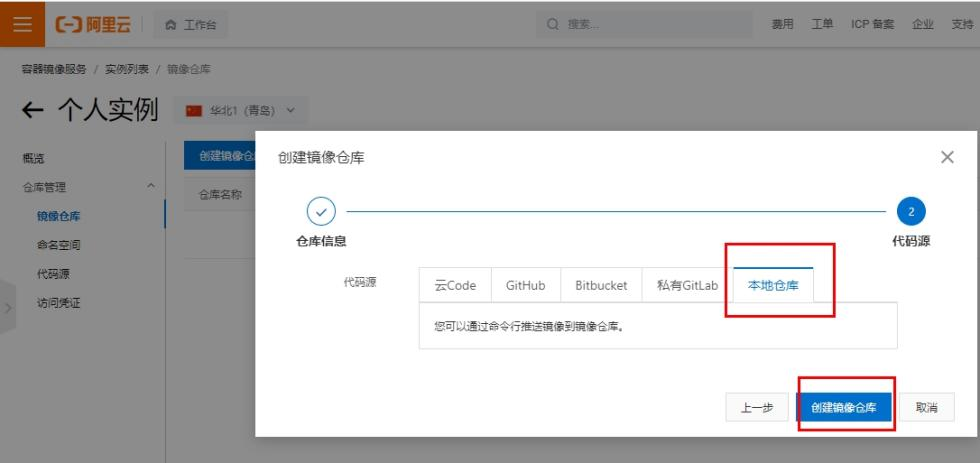 阿里云 工作台 搜索... 费用 工单 ICP 备案 企业 支持
容器镜像服务 / 实例列表 / 镜像仓库
个人实例 华北1（青岛）
概览
仓库管理
镜像仓库
命名空间
代码源
访问凭证
创建镜像仓
仓库名称
创建镜像仓库
2
仓库信息 代码源
代码源 云Code GitHub Bitbucket 私有GitLab 本地仓库
您可以通过命令行推送镜像到镜像仓库。
上一步 创建镜像仓库 取消